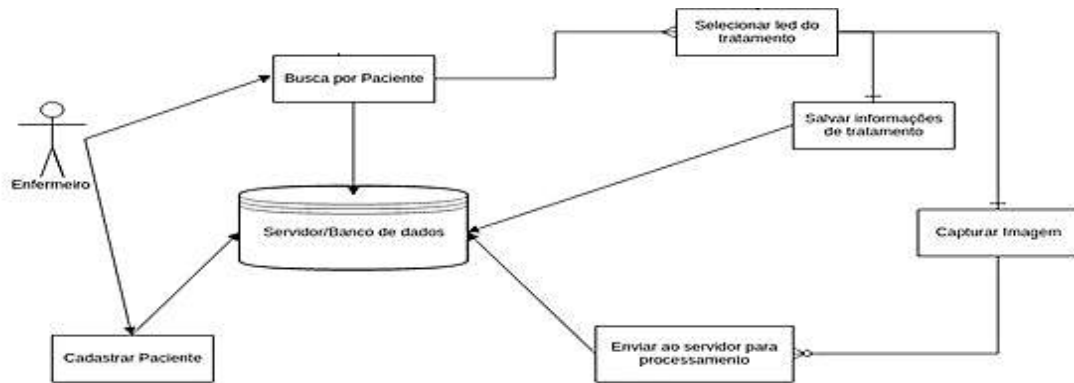 Selecionar led do
tratamento
Busca por Paciente
Salvar informações
de tratamento
Enfermeiro
Servidor/Banco de dados
Capturar Imagem
Cadastrar Paciente
Enviar ao servidor para
processamento